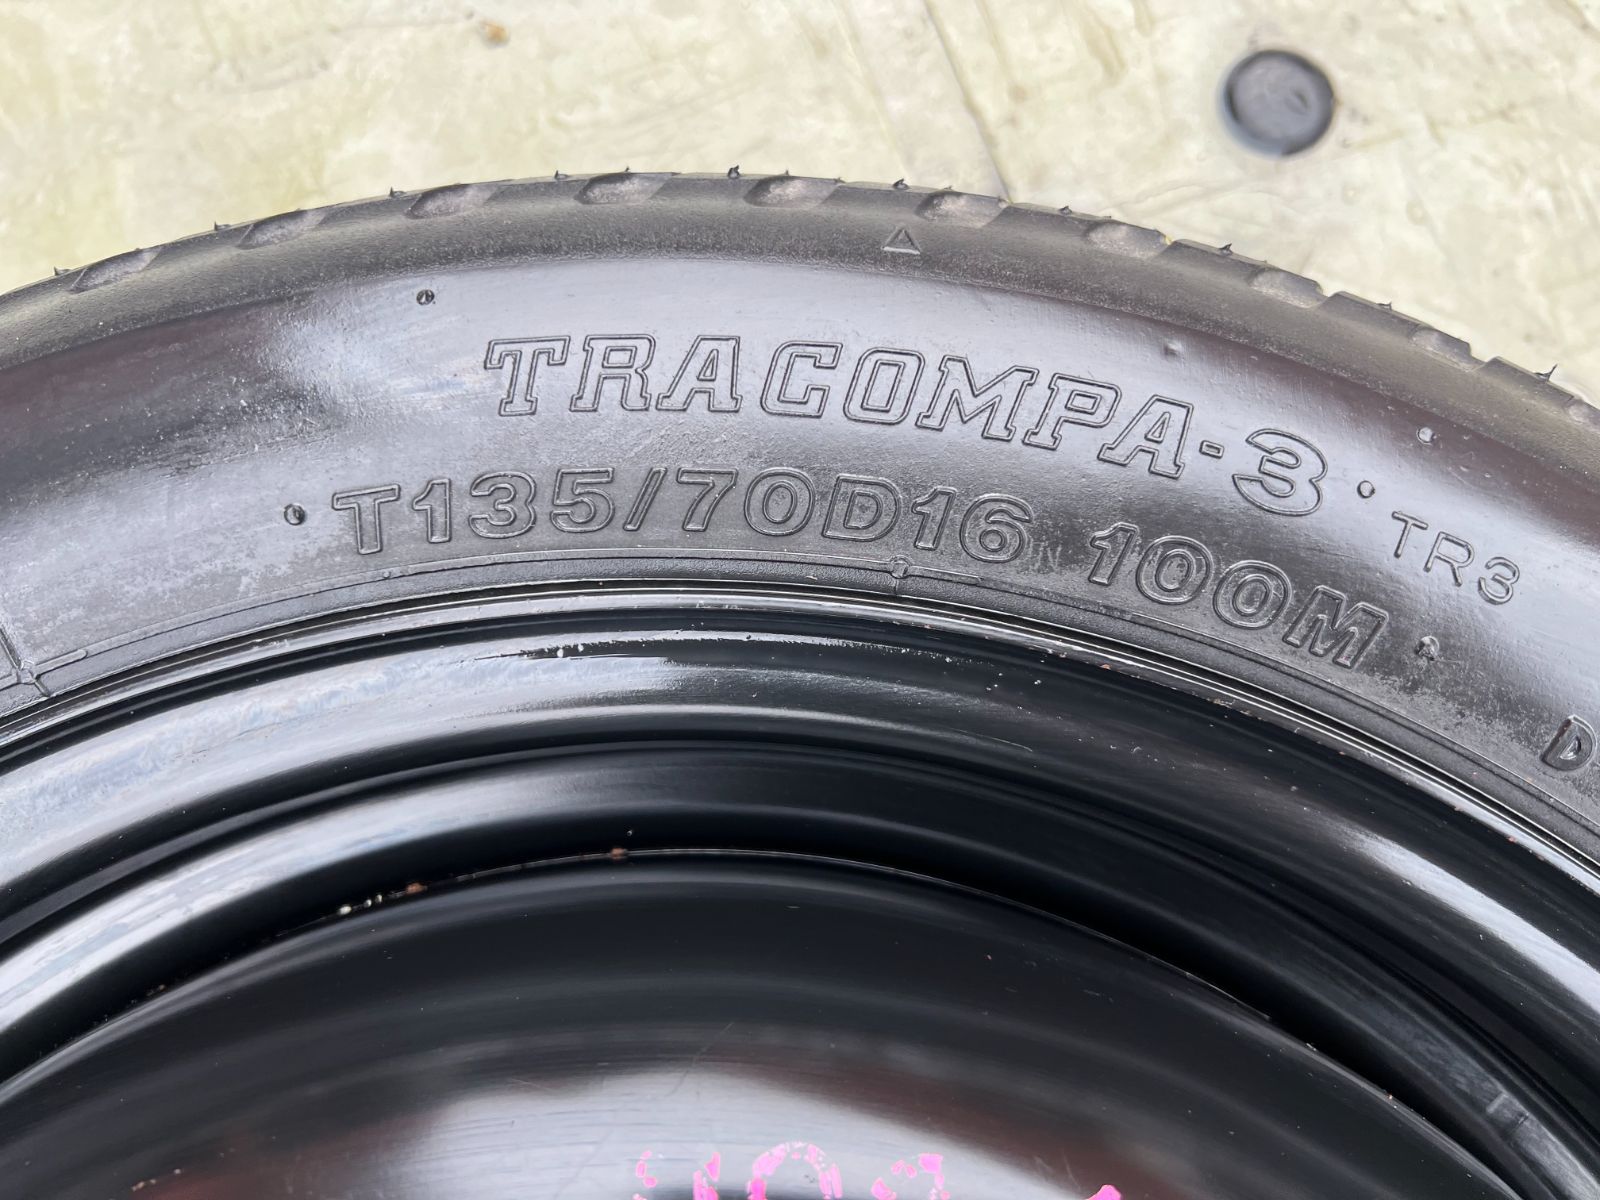 TRACOMPA-3
TR3
T135/70D16 100M
D